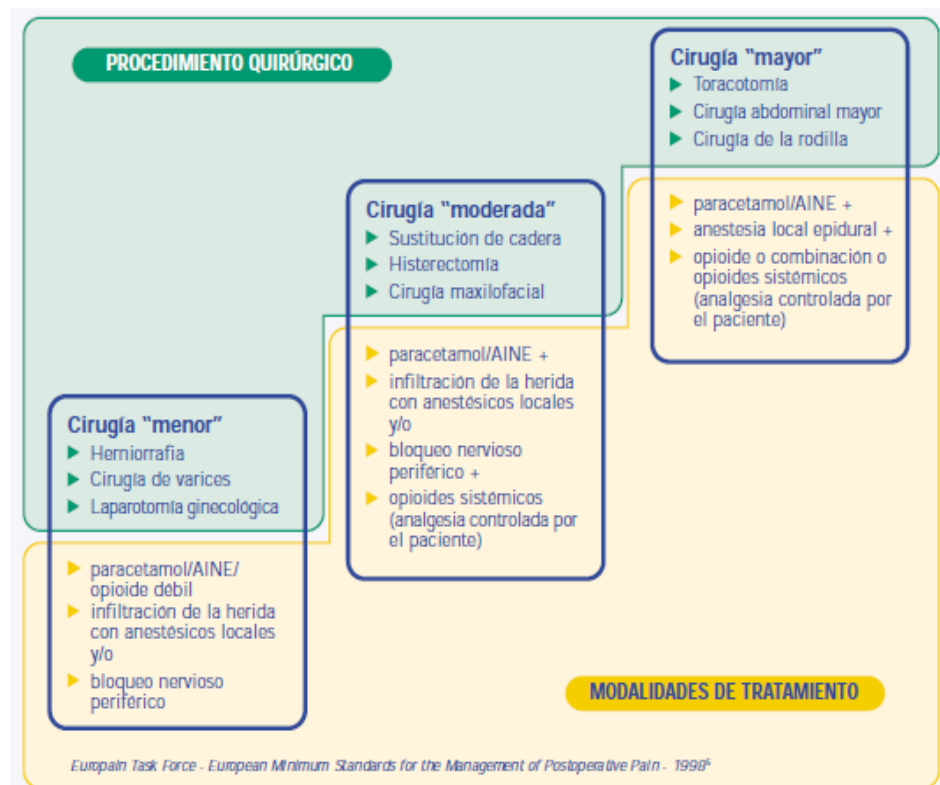 PROCEDIMIENTO QUIRÚRGICO
Cirugía "mayor"
Toracotomía
Cirugía abdominal mayor
Cirugía de la rodilla
paracetamol/AINE +
anestesia local epidural +
opioide o combinación o
opioides sistémicos
(analgesia controlada por
el paciente)
Cirugía "moderada"
Sustitución de cadera
Histerectomía
Cirugía maxilofacial
paracetamol/AINE +
infiltración de la herida
con anestésicos locales
y/o
bloqueo nervioso
periférico +
opioides sistémicos
(analgesia controlada por
el paciente)
Cirugía "menor"
Herniorrafia
Cirugía de varices
Laparotomía ginecológica
paracetamol/AINE/
opioide débil
infiltración de la herida
con anestésicos locales
y/o
bloqueo nervioso
periférico
MODALIDADES DE TRATAMIENTO
Europain Task Force - European Minimum Standards for the Management of Postoperative Pain - 1998⁶